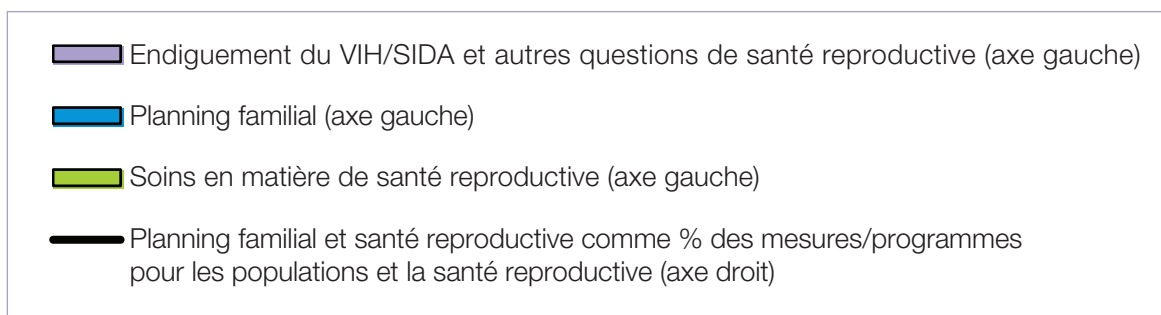 Endiguement du VIH/SIDA et autres questions de santé reproductive (axe gauche)
Planning familial (axe gauche)
Soins en matière de santé reproductive (axe gauche)
Planning familial et santé reproductive comme % des mesures/programmes
pour les populations et la santé reproductive (axe droit)